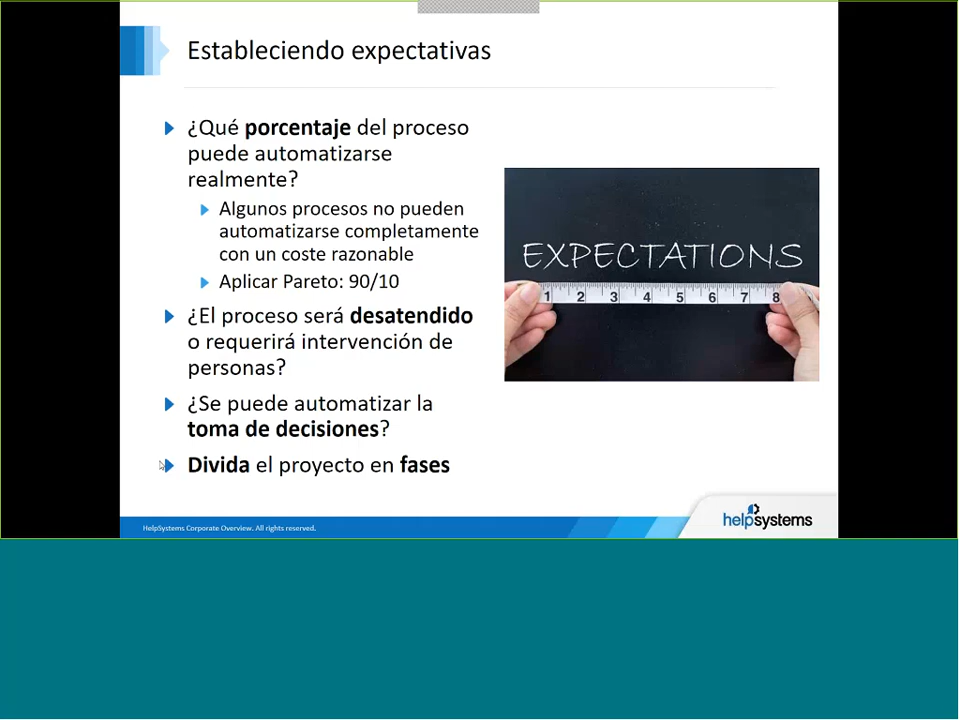 Estableciendo expectativas
¿Qué porcentaje del proceso
puede automatizarse
realmente?
Algunos procesos no pueden
automatizarse completamente
con un coste razonable
Aplicar Pareto: 90/10
¿El proceso será desatendido
o requerirá intervención de
personas?
¿Se puede automatizar la
toma de decisiones?
Divida el proyecto en fases
EXPECTATIONS
1 2 3 4 5 6 7 8
HelpSystems Corporate Overview. All rights reserved.
helpsystems